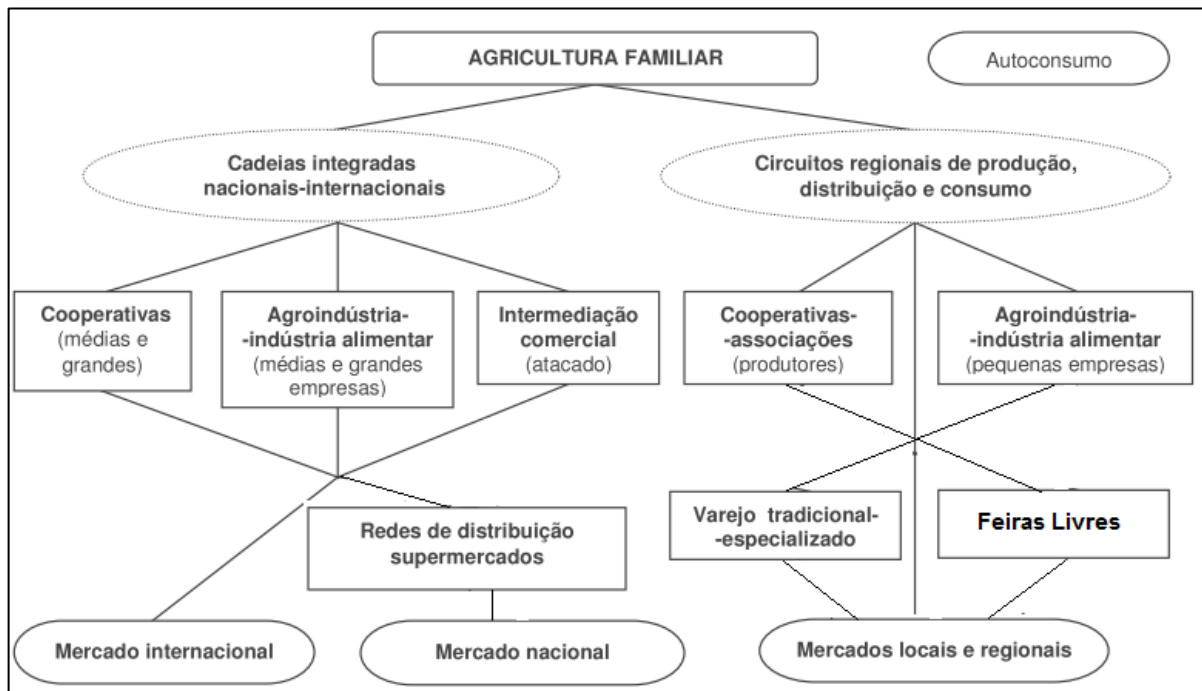 AGRICULTURA FAMILIAR
Autoconsumo
Cadeias integradas
nacionais-internacionais
Circuitos regionais de produção,
distribuição e consumo
Cooperativas
(médias e
grandes)
Agroindústria-
-indústria alimentar
(médias e grandes
empresas)
Intermediação
comercial
(atacado)
Cooperativas-
-associações
(produtores)
Agroindústria-
-indústria alimentar
(pequenas empresas)
Redes de distribuição
supermercados
Varejo tradicional-
-especializado
Feiras Livres
Mercado internacional
Mercado nacional
Mercados locais e regionais